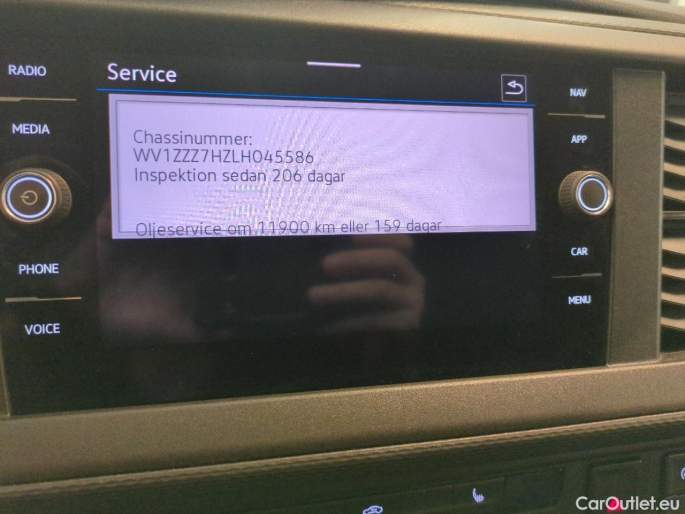 RADIO
MEDIA
PHONE
VOICE
Service
Chassinummer:
WV1ZZZ7HZLH045586
Inspektion sedan 206 dagar
Oljeservice om 11900 km eller 159 dagar
NAV
APP
CAR
MENU
CarOutlet.eu